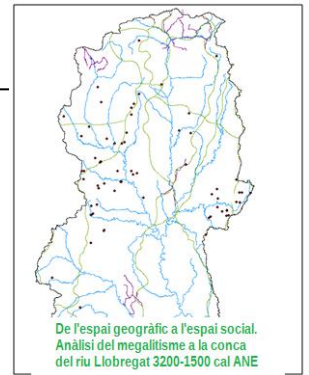 De l'espai geogràfic a l'espai social.
Anàlisi del megalitisme a la conca
del riu Llobregat 3200-1500 cal ANE